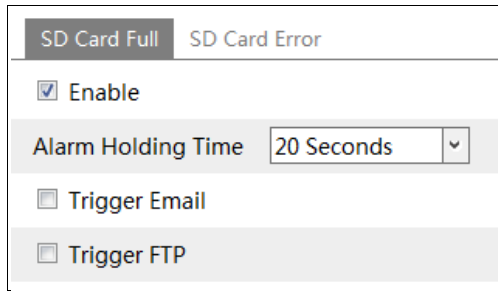 SD Card Full SD Card Error
Enable
Alarm Holding Time 20 Seconds
Trigger Email
Trigger FTP